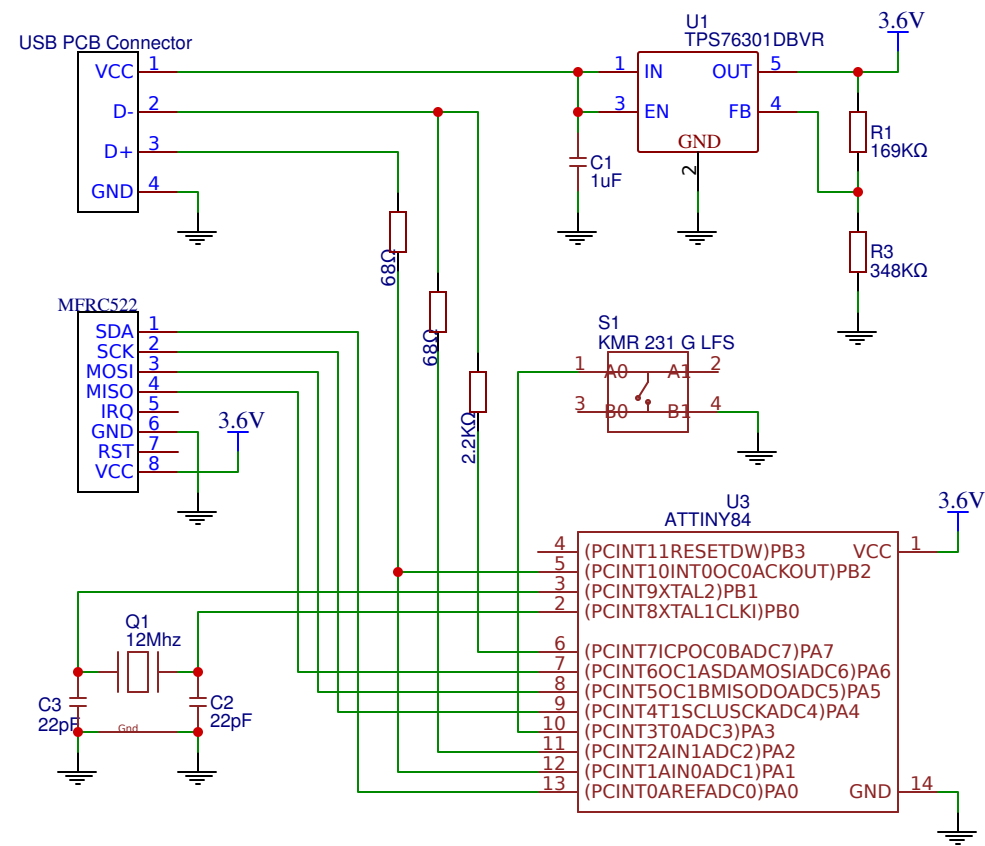 USB PCB Connector
VCC 1
D- 2
D+ 3
GND 4
U1
TPS76301DBVR
1 IN OUT 5
3 EN FB 4
GND
2
3.6V
C1
1uF
R1
169KΩ
R3
348KΩ
68Ω
68Ω
2.2KΩ
MFRC522
SDA 1
SCK 2
MOSI 3
MISO 4
IRQ 5
GND 6
RST 7
VCC 8
3.6V
S1
KMR 231 G LFS
1 A0 A1 2
3 B0 B1 4
Q1
12Mhz
C3
22pF
C2
22pF
Gnd
U3
ATTINY84
3.6V
4 (PCINT11RESETDW)PB3 VCC 1
5 (PCINT10INT0OC0ACKOUT)PB2
3 (PCINT9XTAL2)PB1
2 (PCINT8XTAL1CLKI)PB0
6 (PCINT7ICPOC0BADC7)PA7
7 (PCINT6OC1ASDAMOSIADC6)PA6
8 (PCINT5OC1BMISODOADC5)PA5
9 (PCINT4T1SCLUSCKADC4)PA4
10 (PCINT3T0ADC3)PA3
11 (PCINT2AIN1ADC2)PA2
12 (PCINT1AIN0ADC1)PA1
13 (PCINT0AREFADC0)PA0 GND 14